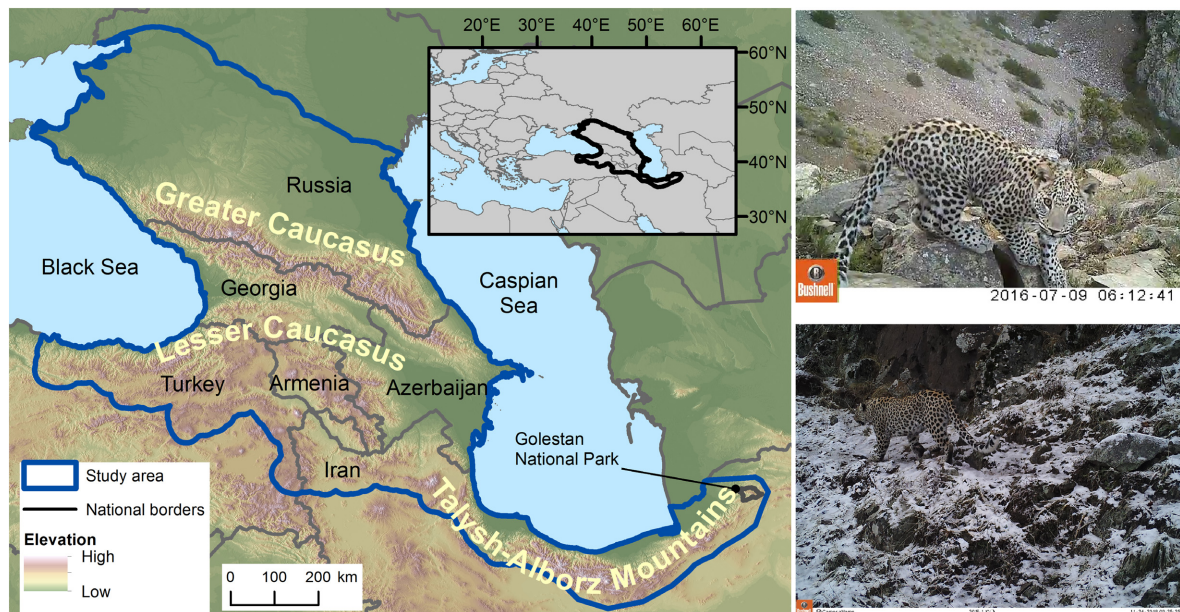 20°E 30°E 40°E 50°E 60°E
60°N
50°N
40°N
30°N
Russia
Greater Caucasus
Black Sea
Caspian
Sea
Georgia
Lesser Caucasus
Turkey
Armenia
Azerbaijan
Golestan
National Park
Iran
Talysh-Alborz Mountains
Study area
National borders
Elevation
High
Low
0 100 200 km
Bushnell
2016-07-09 06:12:41